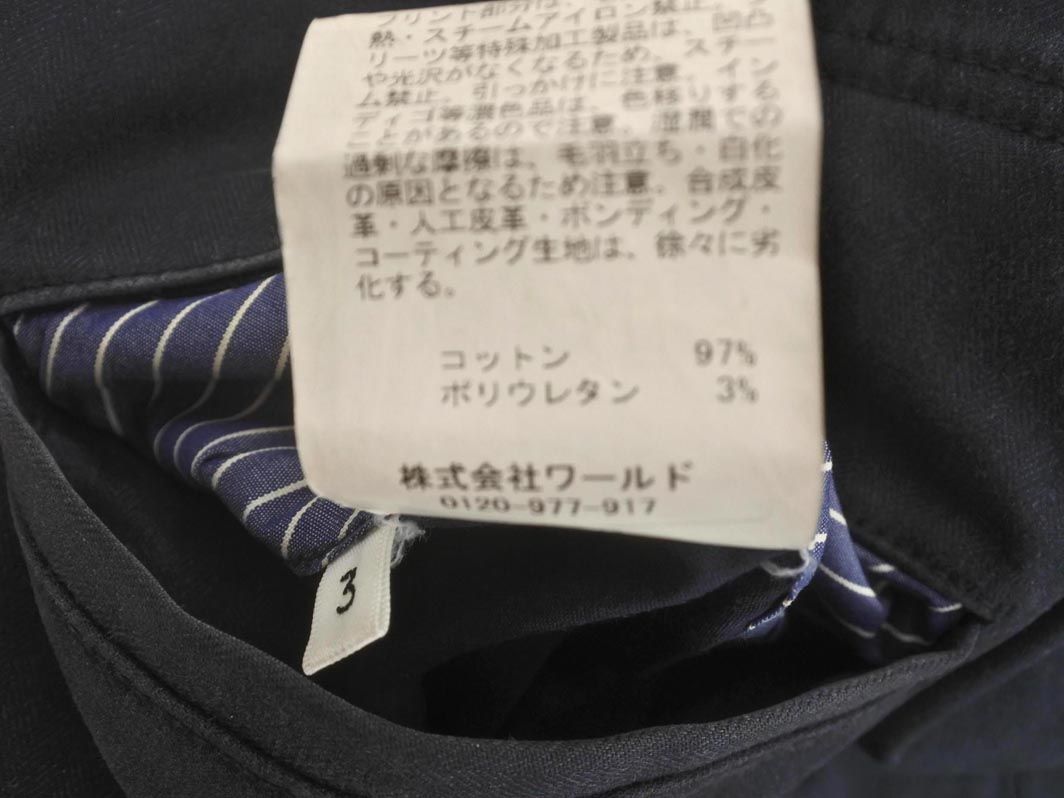 プリント部分は、
熱・スチームアイロン禁止。
リーツ等特殊加工製品は、凹凸
や光沢がなくなるため、スチー
ム禁止。引っかけに注意。イン
ディゴ等濃色品は、色移りする
ことがあるので注意。湿潤での
過剰な摩擦は、毛羽立ち・白化
の原因となるため注意。合成皮
革・人工皮革・ボンディング・
コーティング生地は、徐々に劣
化する。
コットン 97%
ポリウレタン 3%
株式会社ワールド
0120-977-917
3